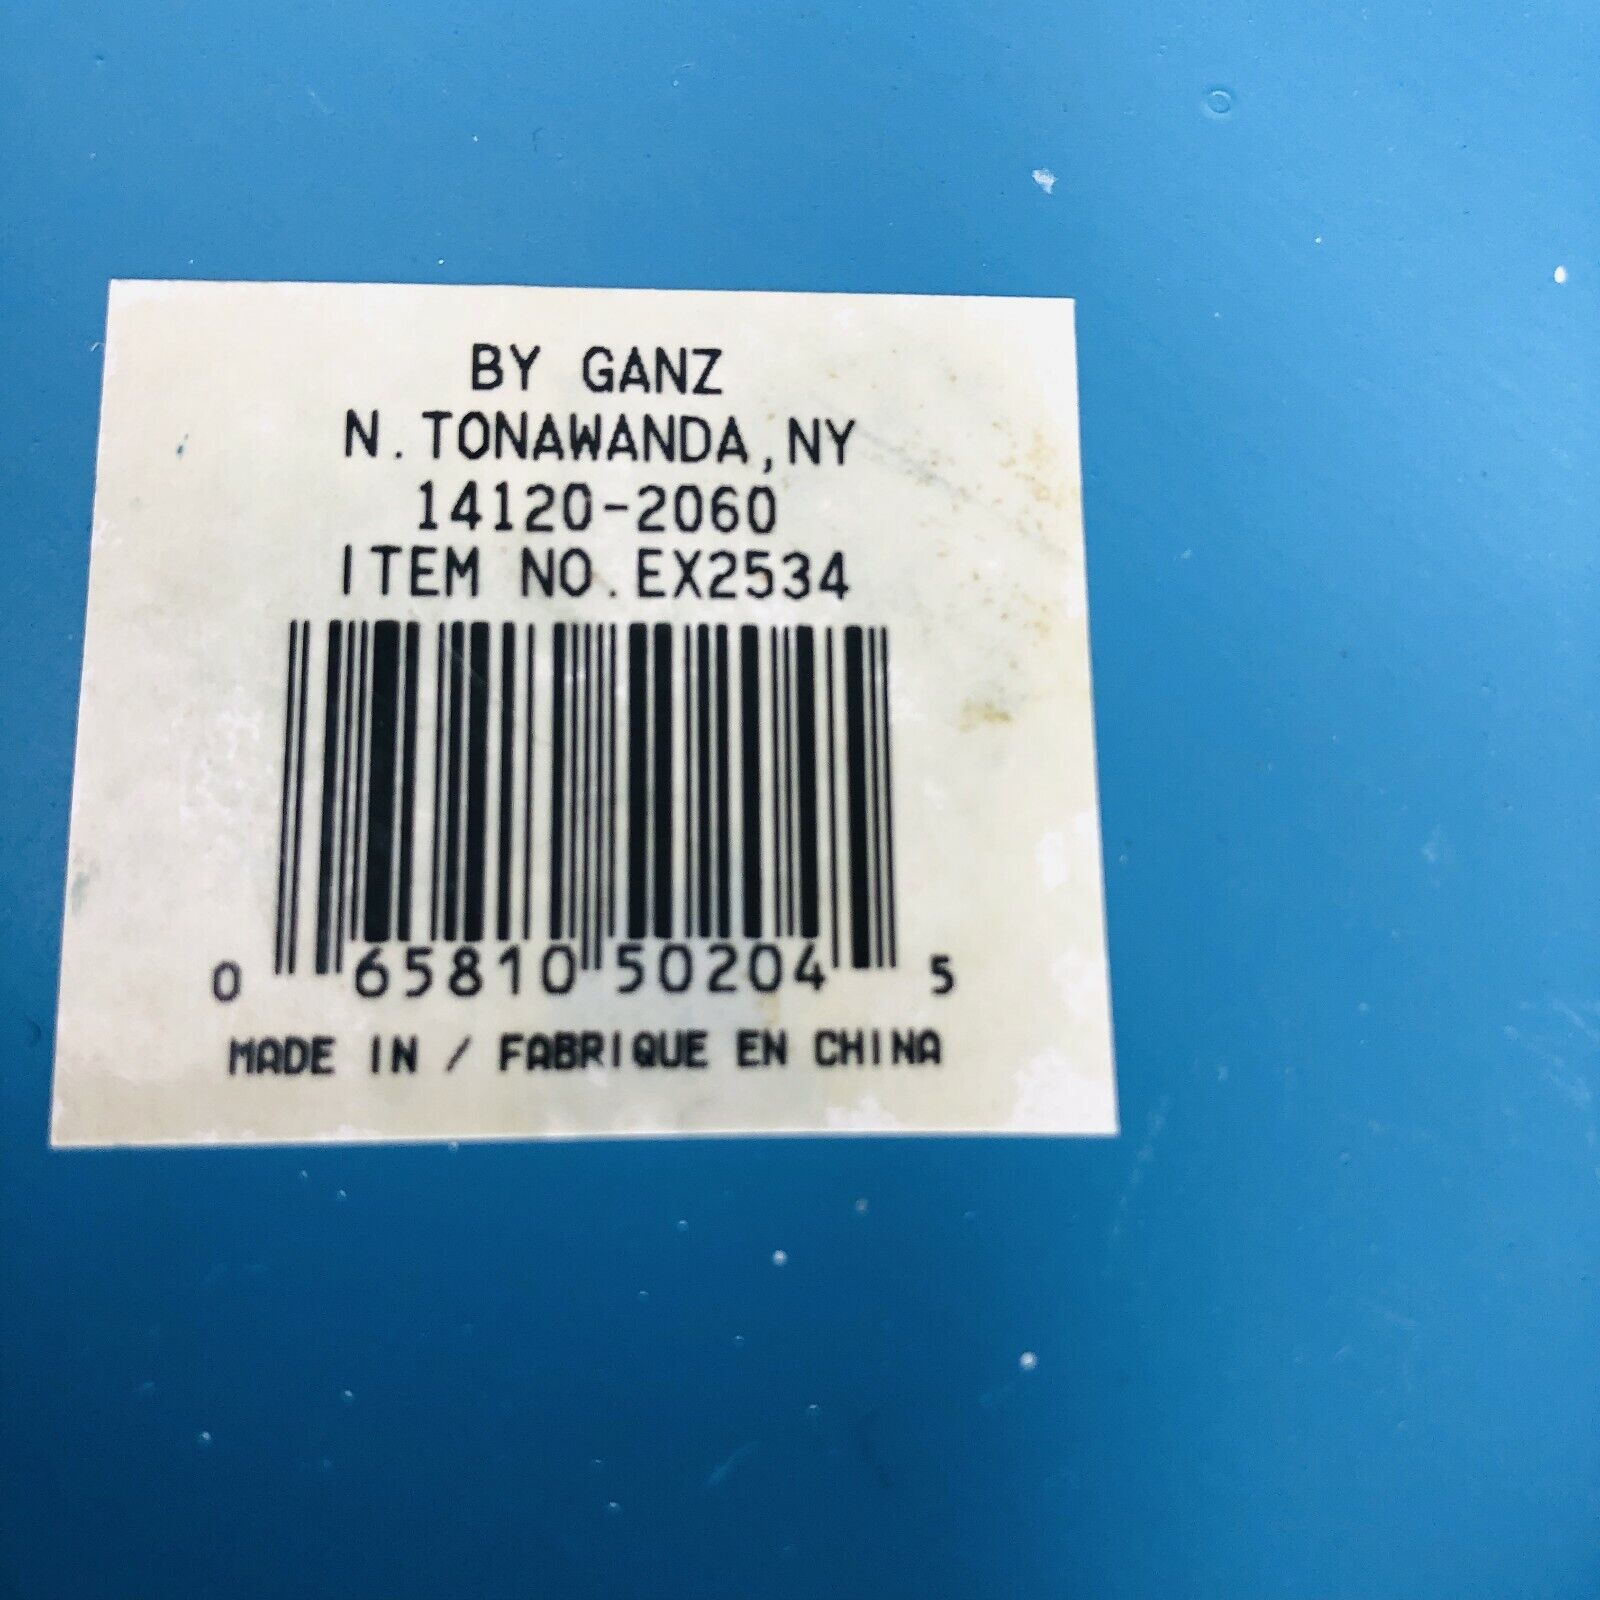 BY GANZ
N. TONAWANDA, NY
14120-2060
ITEM NO. EX2534
0 65810 50204 5
MADE IN / FABRIQUE EN CHINA